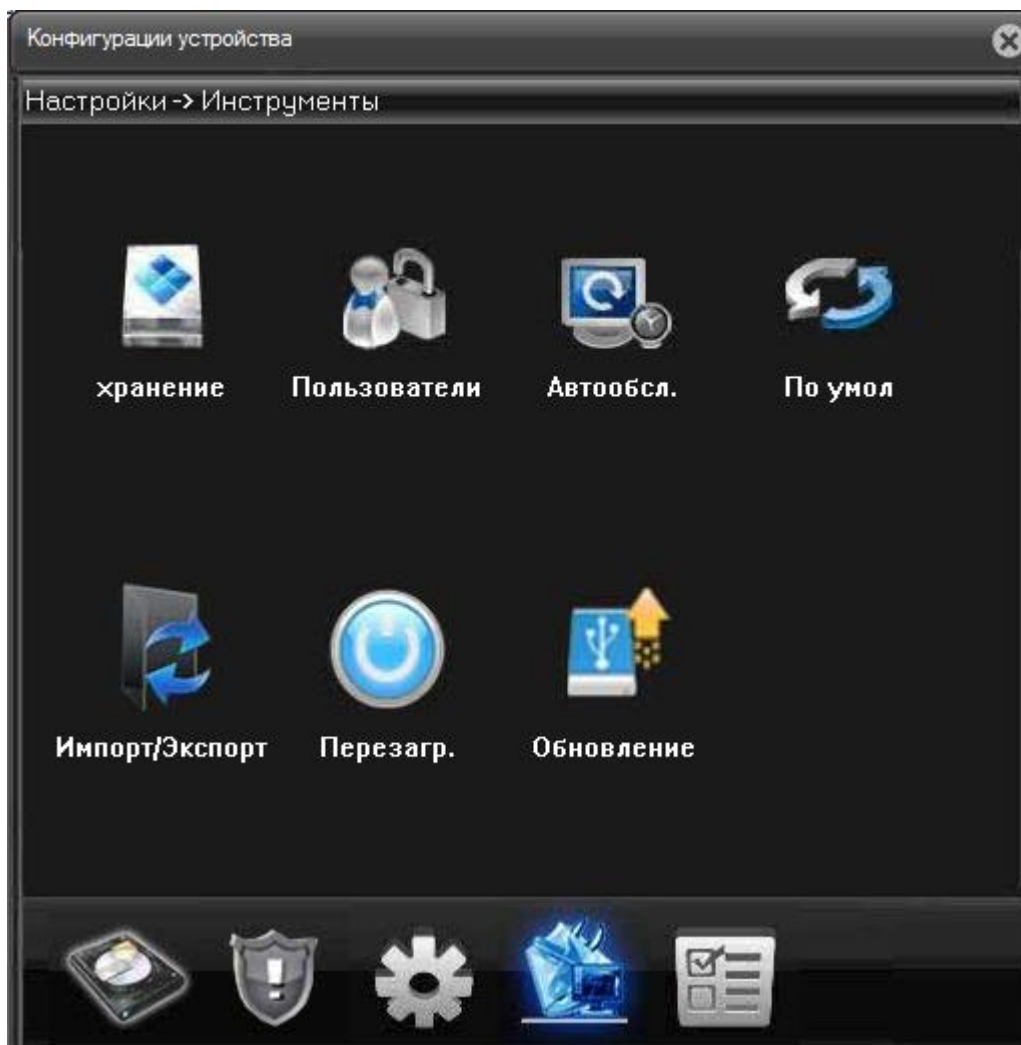 Конфигурации устройства
Настройки -> Инструменты
хранение Пользователи Автообсл. По умол
Импорт/Экспорт Перезагр. Обновление